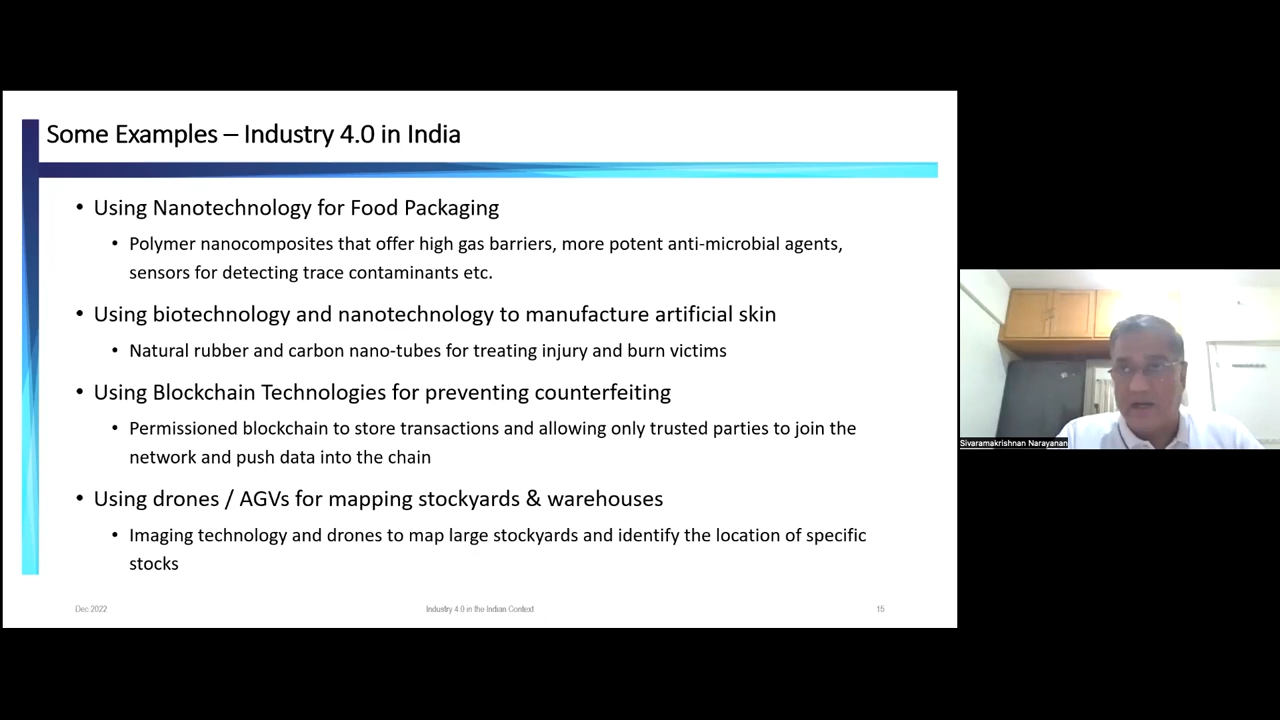 Some Examples – Industry 4.0 in India
• Using Nanotechnology for Food Packaging
• Polymer nanocomposites that offer high gas barriers, more potent anti-microbial agents,
sensors for detecting trace contaminants etc.
• Using biotechnology and nanotechnology to manufacture artificial skin
• Natural rubber and carbon nano-tubes for treating injury and burn victims
• Using Blockchain Technologies for preventing counterfeiting
• Permissioned blockchain to store transactions and allowing only trusted parties to join the
network and push data into the chain
• Using drones / AGVs for mapping stockyards & warehouses
• Imaging technology and drones to map large stockyards and identify the location of specific
stocks
Dec 2022
Industry 4.0 in the Indian Context
15
Sivaramakrishnan Narayanan